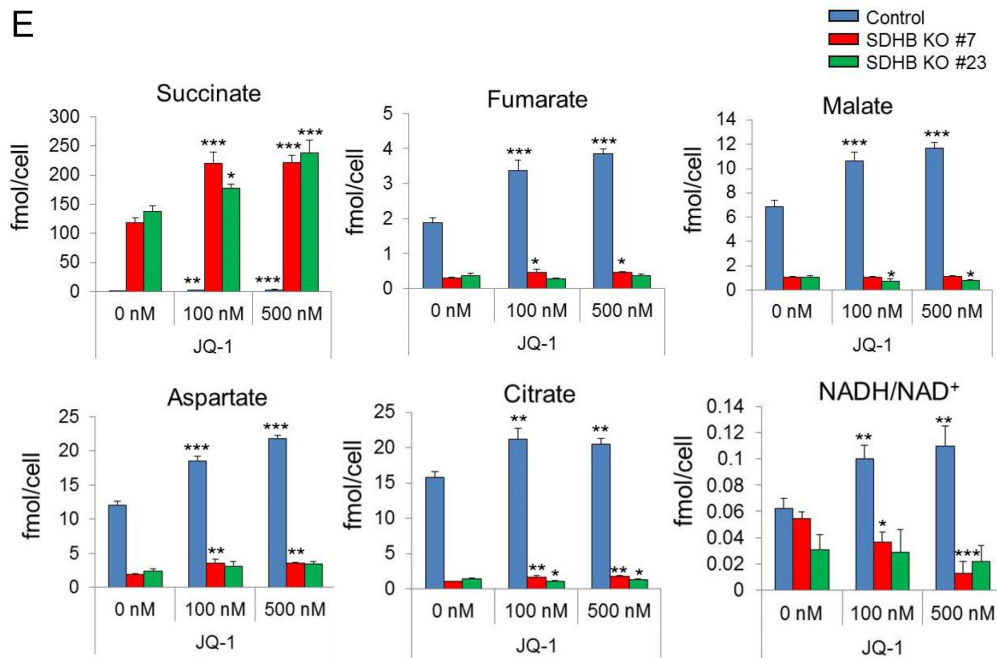 E
Control
SDHB KO #7
SDHB KO #23
Succinate
fmol/cell
300
250
200
150
100
50
0
** *** *
*** *** ***
0 nM 100 nM 500 nM
JQ-1
Fumarate
fmol/cell
5
4
3
2
1
0
*** *
*** *
0 nM 100 nM 500 nM
JQ-1
Malate
fmol/cell
14
12
10
8
6
4
2
0
*** *
*** *
0 nM 100 nM 500 nM
JQ-1
Aspartate
fmol/cell
25
20
15
10
5
0
*** **
*** **
0 nM 100 nM 500 nM
JQ-1
Citrate
fmol/cell
25
20
15
10
5
0
** ** *
** ** *
0 nM 100 nM 500 nM
JQ-1
NADH/NAD⁺
fmol/cell
0.14
0.12
0.1
0.08
0.06
0.04
0.02
0
** *
** ***
0 nM 100 nM 500 nM
JQ-1